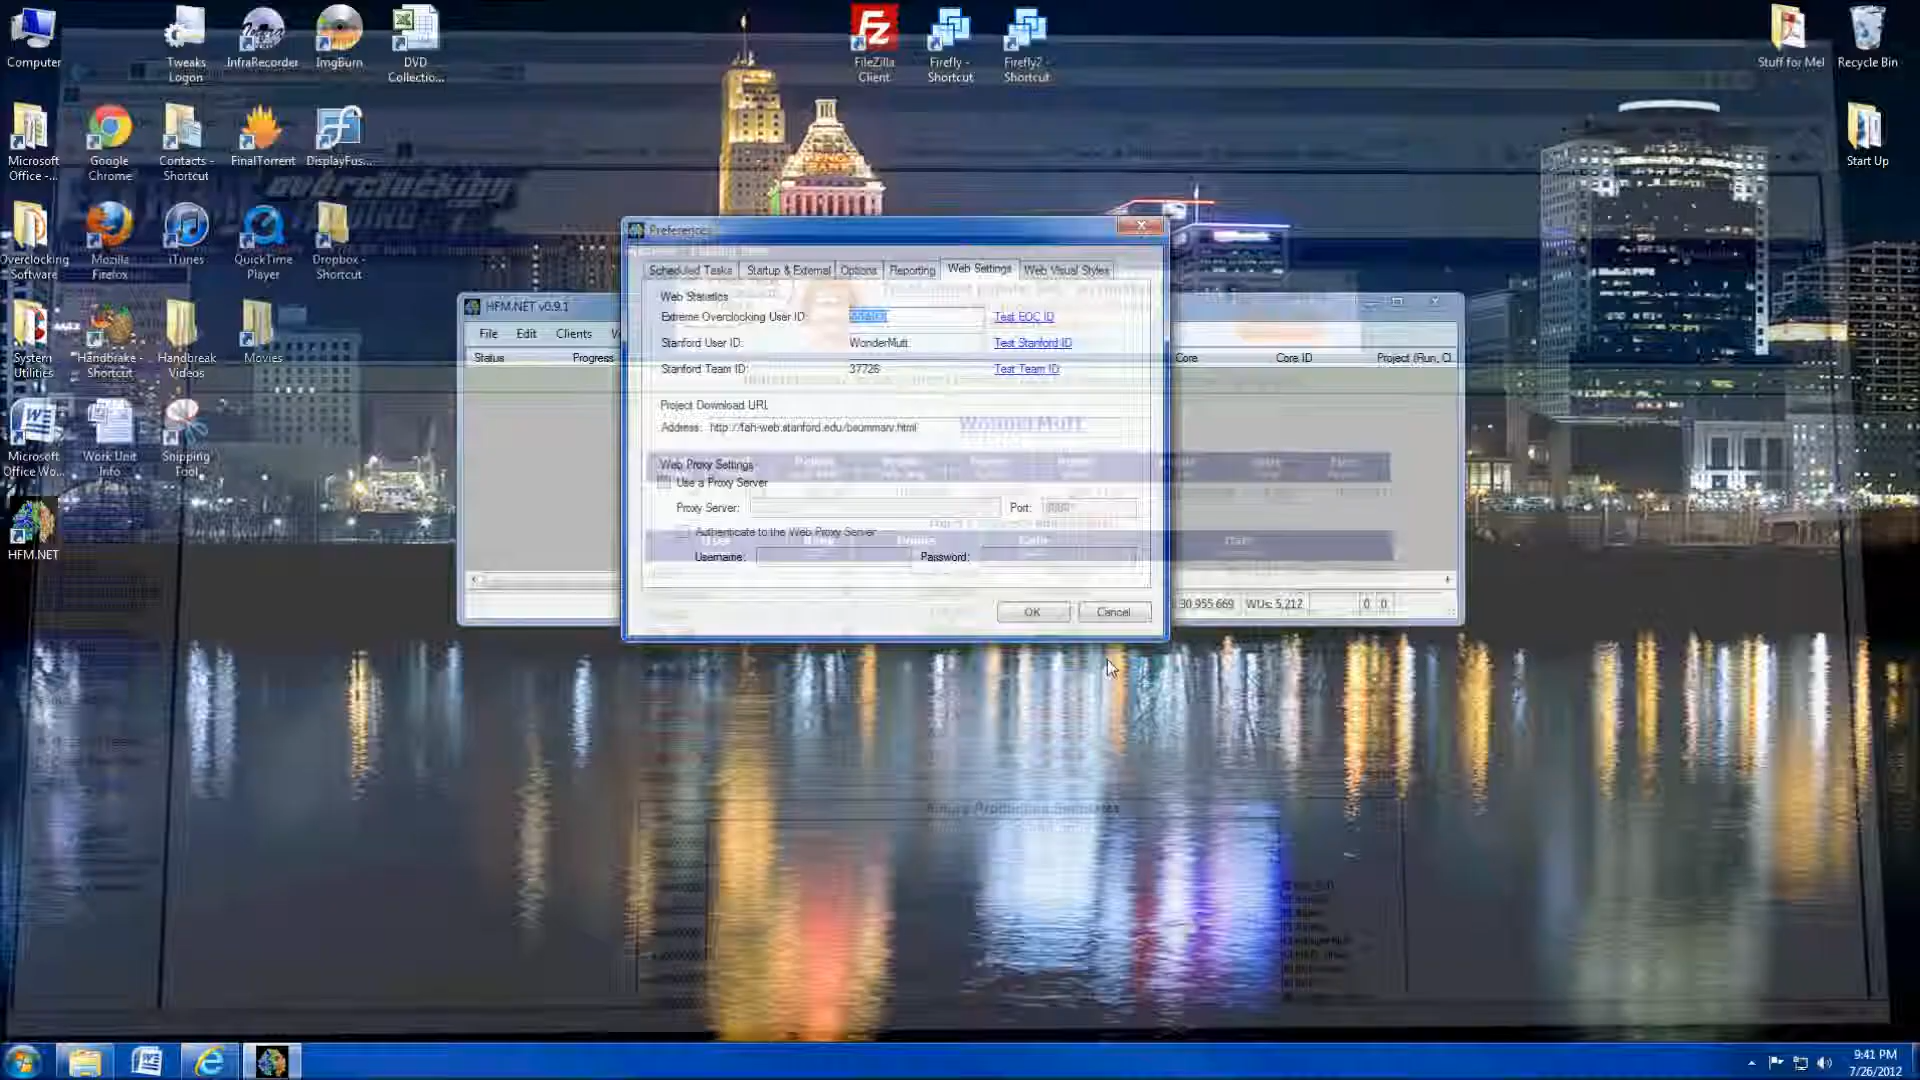 Computer
Tweaks
Logon
InfraRecorder
ImgBurn
DVD
Collectio...
FileZilla
Client
Firefly -
Shortcut
Firefly2 -
Shortcut
Stuff for Me!
Recycle Bin
Microsoft
Office -...
Google
Chrome
Contacts -
Shortcut
FinalTorrent
DisplayFus...
Start Up
overclocking
Overclocking
Software
Mozilla
Firefox
iTunes
QuickTime
Player
Dropbox -
Shortcut
System
Utilities
Handbrake -
Shortcut
Handbreak
Videos
Movies
Microsoft
Office Wo...
Work Unit
Info
Snipping
Tool
HFM.NET
HFM.NET v0.9.1
File Edit Clients
Status Progress Core Core ID Project (Run, Cl
Preferences
Scheduled Tasks Startup & External Options Reporting Web Settings Web Visual Styles
Web Statistics
Extreme Overclocking User ID: Test EOC ID
Stanford User ID: WonderMutt Test Stanford ID
Stanford Team ID: 37726 Test Team ID
Project Download URL
Address: http://fah-web.stanford.edu/psummary.html
WonderMutt
Web Proxy Settings
Use a Proxy Server
Proxy Server: Port:
Authenticate to the Web Proxy Server
Username: Password:
OK Cancel
WUs: 5,212 0 0
9:41 PM
7/26/2012